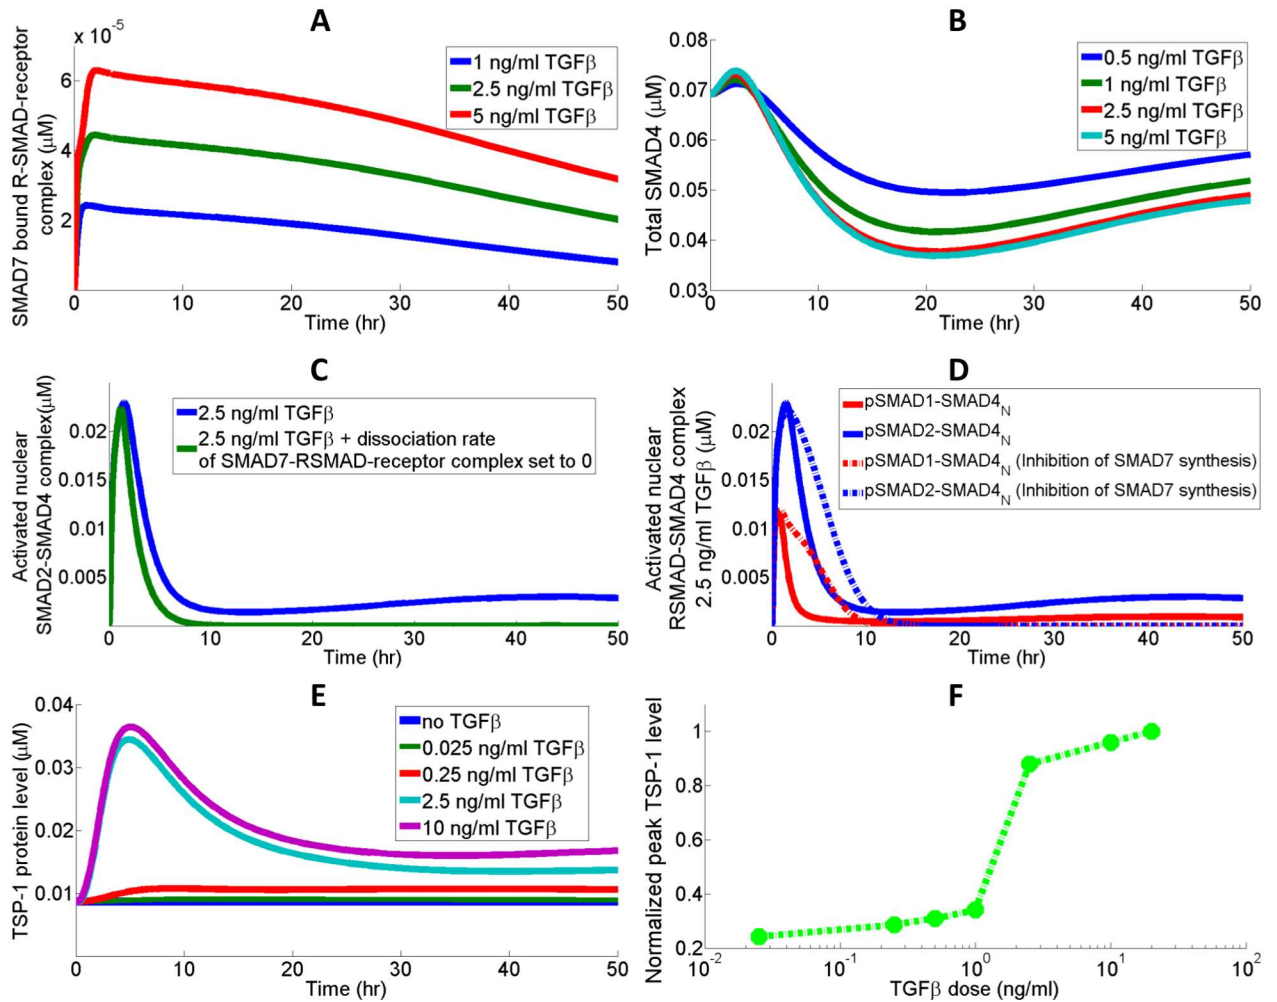 A
x 10⁻⁵
SMAD7 bound R-SMAD-receptor
complex (μM)
6
4
2
0
10
20
30
40
50
Time (hr)
1 ng/ml TGFβ
2.5 ng/ml TGFβ
5 ng/ml TGFβ
B
Total SMAD4 (μM)
0.08
0.07
0.06
0.05
0.04
0.03
0
10
20
30
40
50
Time (hr)
0.5 ng/ml TGFβ
1 ng/ml TGFβ
2.5 ng/ml TGFβ
5 ng/ml TGFβ
C
Activated nuclear
SMAD2-SMAD4 complex(μM)
0.02
0.015
0.01
0.005
0
10
20
30
40
50
Time (hr)
2.5 ng/ml TGFβ
2.5 ng/ml TGFβ + dissociation rate
of SMAD7-RSMAD-receptor complex set to 0
D
Activated nuclear
RSMAD-SMAD4 complex
2.5 ng/ml TGFβ (μM)
0.02
0.015
0.01
0.005
0
10
20
30
40
50
Time (hr)
pSMAD1-SMAD4N
pSMAD2-SMAD4N
pSMAD1-SMAD4N (Inhibition of SMAD7 synthesis)
pSMAD2-SMAD4N (Inhibition of SMAD7 synthesis)
E
TSP-1 protein level (μM)
0.04
0.03
0.02
0.01
0
10
20
30
40
50
Time (hr)
no TGFβ
0.025 ng/ml TGFβ
0.25 ng/ml TGFβ
2.5 ng/ml TGFβ
10 ng/ml TGFβ
F
Normalized peak TSP-1 level
1
0.8
0.6
0.4
0.2
10⁻²
10⁻¹
10⁰
10¹
10²
TGFβ dose (ng/ml)